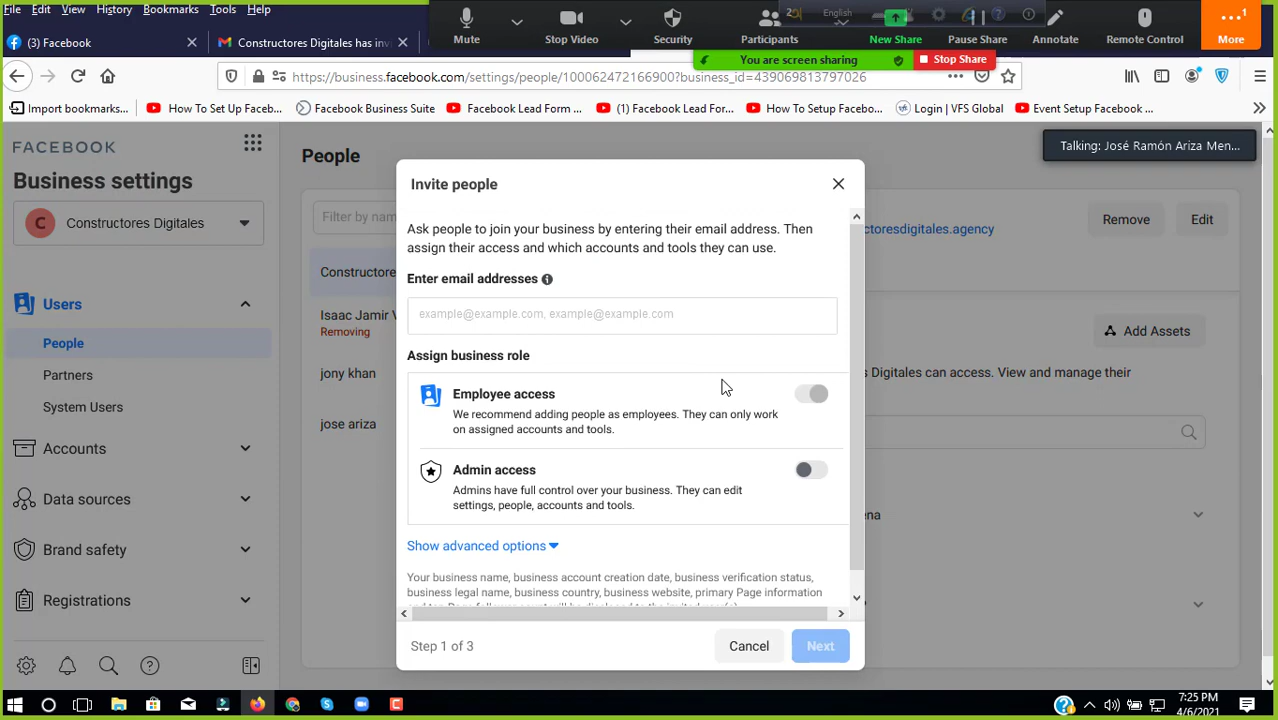 File Edit View History Bookmarks Tools Help
Mute
Stop Video
Security
2
Participants
English
New Share
Pause Share
Annotate
Remote Control
1
More
(3) Facebook
Constructores Digitales has inv
You are screen sharing
Stop Share
https://business.facebook.com/settings/people/100062472166900?business_id=439069813797026
Import bookmarks...
How To Set Up Faceb...
Facebook Business Suite
Facebook Lead Form ...
(1) Facebook Lead For...
How To Setup Facebo...
Login | VFS Global
Event Setup Facebook ...
FACEBOOK
Business settings
C Constructores Digitales
Users
People
Partners
System Users
Accounts
Data sources
Brand safety
Registrations
People
Talking: José Ramón Ariza Men...
Filter by name
Constructore
Isaac Jamir V
Removing
jony khan
jose ariza
ctoresdigitales.agency
Remove
Edit
Add Assets
s Digitales can access. View and manage their
ena
Invite people
Ask people to join your business by entering their email address. Then
assign their access and which accounts and tools they can use.
Enter email addresses
example@example.com, example@example.com
Assign business role
Employee access
We recommend adding people as employees. They can only work
on assigned accounts and tools.
Admin access
Admins have full control over your business. They can edit
settings, people, accounts and tools.
Show advanced options
Your business name, business account creation date, business verification status,
business legal name, business country, business website, primary Page information
Step 1 of 3
Cancel
Next
7:25 PM
4/6/2021